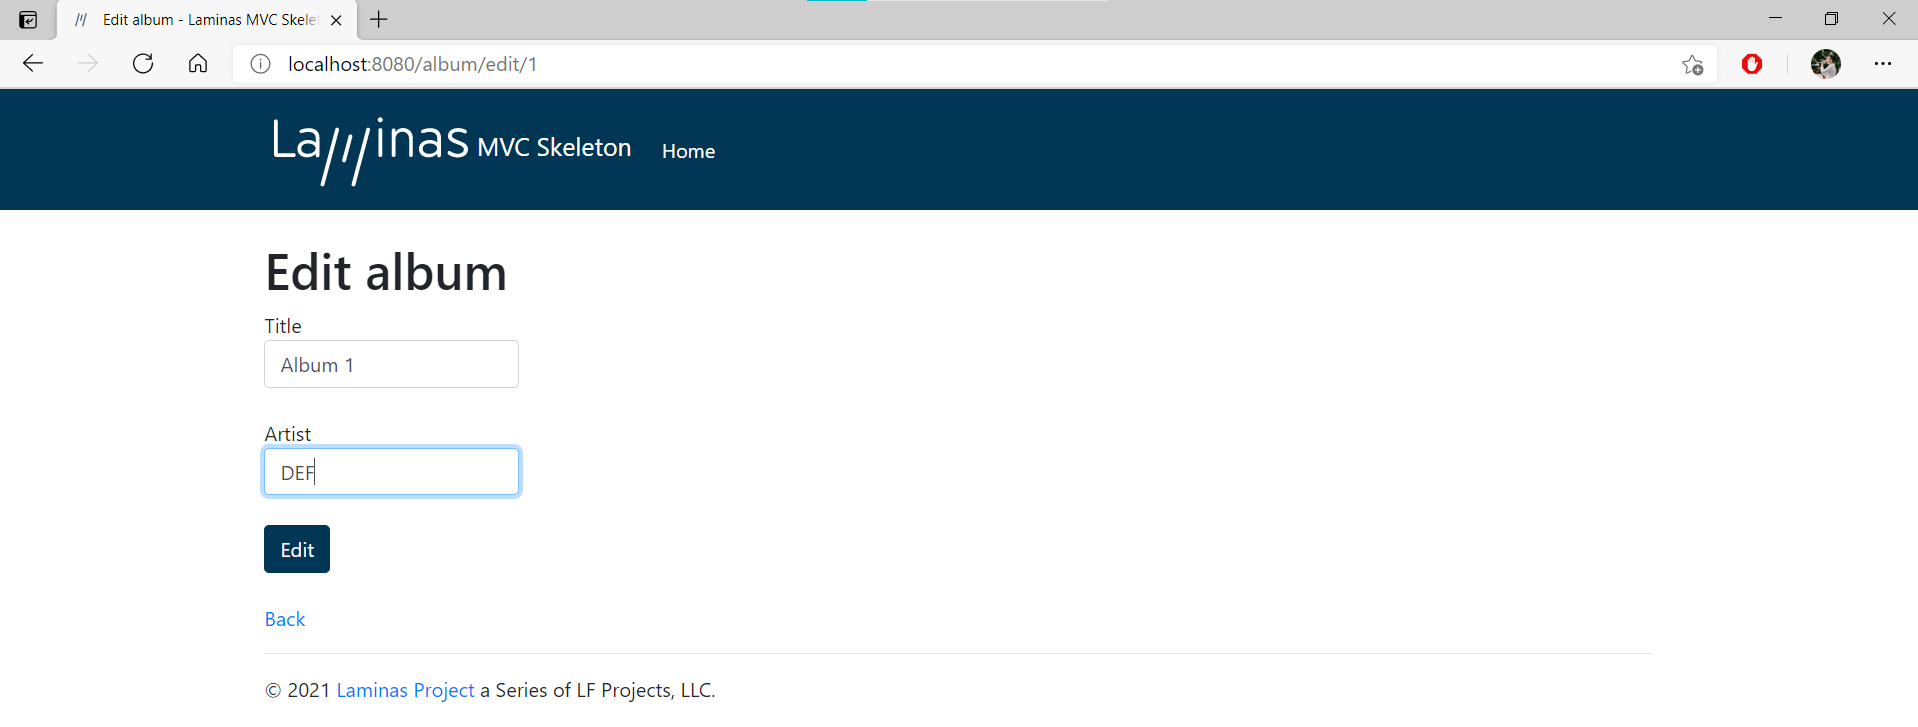 Edit album - Laminas MVC Skele
localhost:8080/album/edit/1
Laminas MVC Skeleton Home
Edit album
Title
Album 1
Artist
DEF
Edit
Back
© 2021 Laminas Project a Series of LF Projects, LLC.